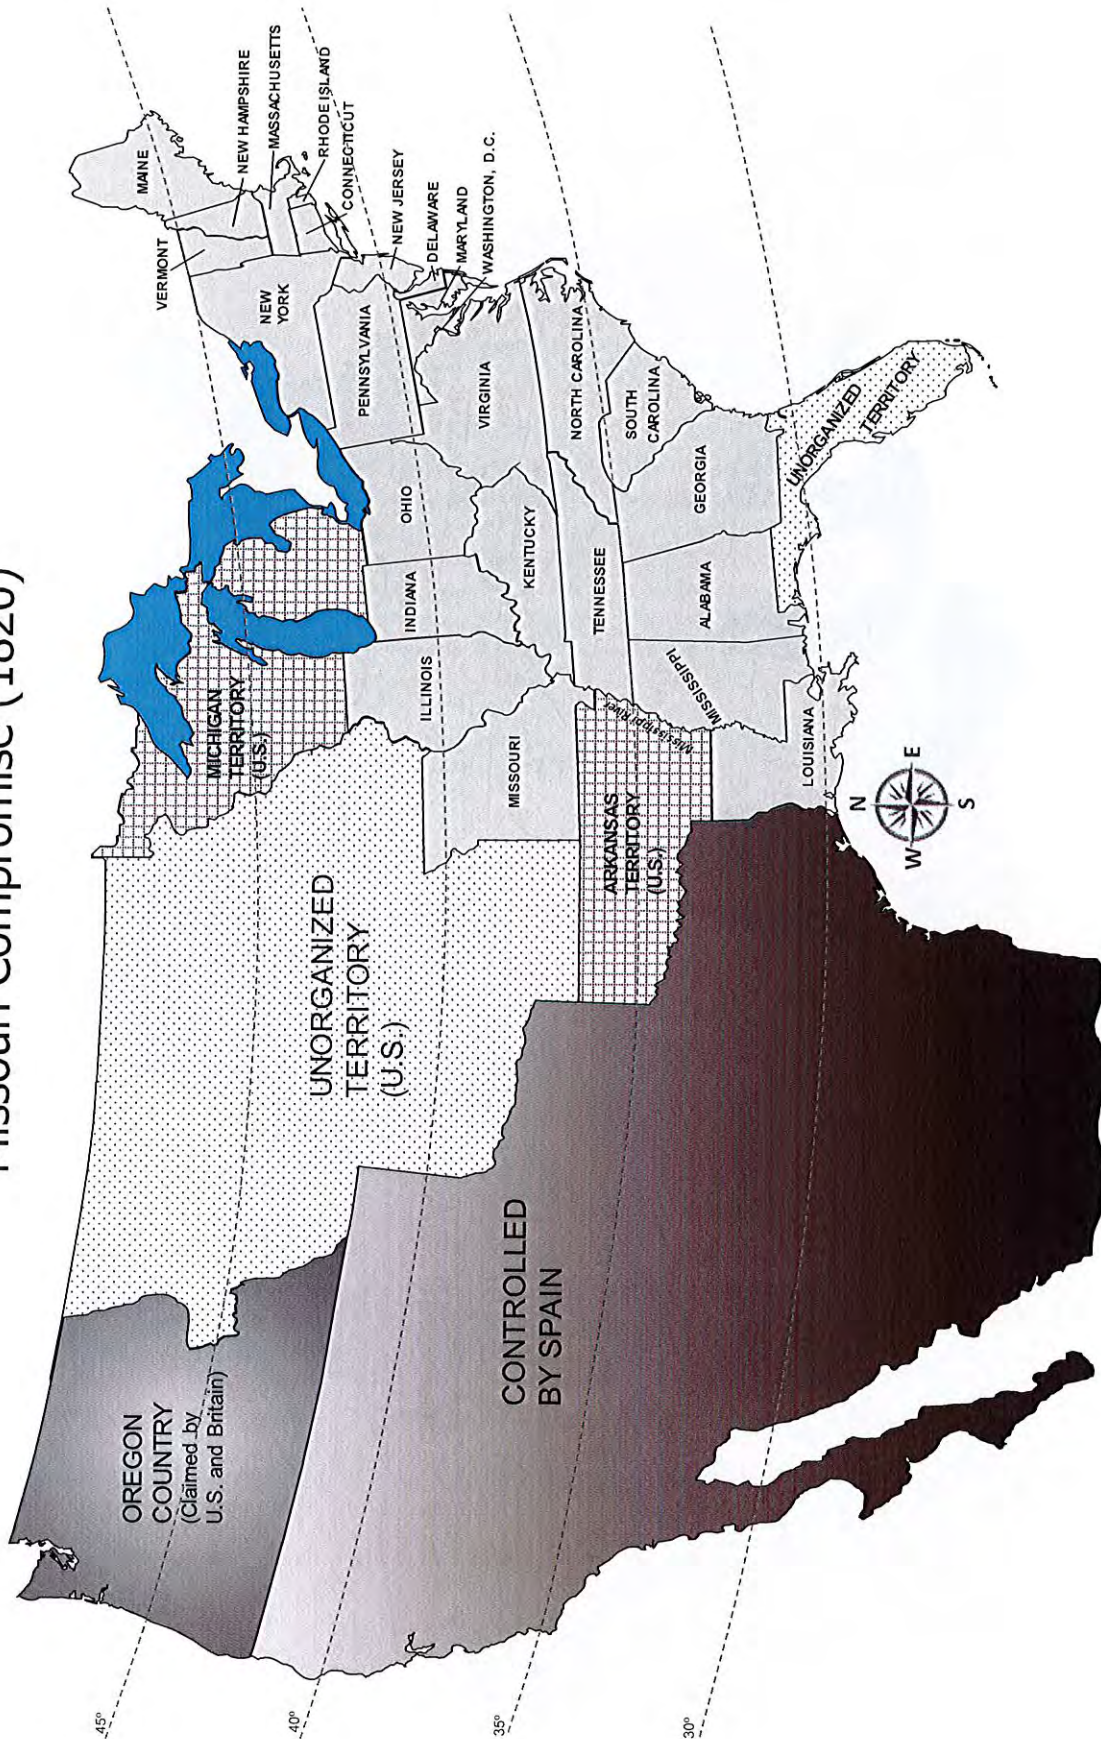 Missouri Compromise (1820)
OREGON
COUNTRY
(Claimed by
U.S. and Britain)
UNORGANIZED
TERRITORY
(U.S.)
MICHIGAN
TERRITORY
(U.S.)
CONTROLLED
BY SPAIN
ARKANSAS
TERRITORY
(U.S.)
MISSOURI
ILLINOIS
INDIANA
OHIO
KENTUCKY
TENNESSEE
Mississippi River
MISSISSIPPI
ALABAMA
GEORGIA
LOUISIANA
UNORGANIZED
TERRITORY
SOUTH
CAROLINA
NORTH CAROLINA
VIRGINIA
PENNSYLVANIA
NEW
YORK
VERMONT
MAINE
NEW HAMPSHIRE
MASSACHUSETTS
RHODE ISLAND
CONNECTICUT
NEW JERSEY
DELAWARE
MARYLAND
WASHINGTON, D.C.
45°
40°
35°
30°
N
W
E
S